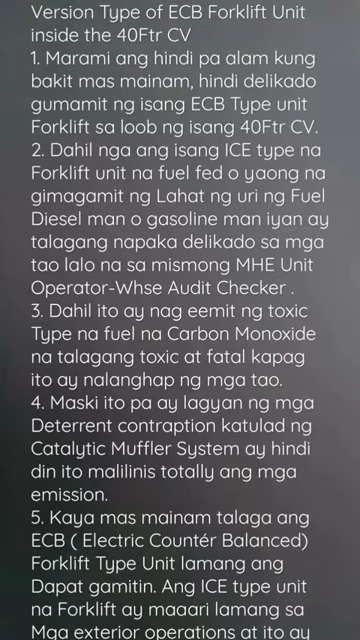 Version Type of ECB Forklift Unit
inside the 40Ftr CV
1. Marami ang hindi pa alam kung
bakit mas mainam, hindi delikado
gumamit ng isang ECB Type unit
Forklift sa loob ng isang 40Ftr CV.
2. Dahil nga ang isang ICE type na
Forklift unit na fuel fed o yaong na
gimagamit ng Lahat ng uri ng Fuel
Diesel man o gasoline man iyan ay
talagang napaka delikado sa mga
tao lalo na sa mismong MHE Unit
Operator-Whse Audit Checker .
3. Dahil ito ay nag eemit ng toxic
Type na fuel na Carbon Monoxide
na talagang toxic at fatal kapag
ito ay nalanghap ng mga tao.
4. Maski ito pa ay lagyan ng mga
Deterrent contraption katulad ng
Catalytic Muffler System ay hindi
din ito malilinis totally ang mga
emission.
5. Kaya mas mainam talaga ang
ECB ( Electric Countér Balanced)
Forklift Type Unit lamang ang
Dapat gamitin. Ang ICE type unit
na Forklift ay maaari lamang sa
Mga exterior operations at ito ay